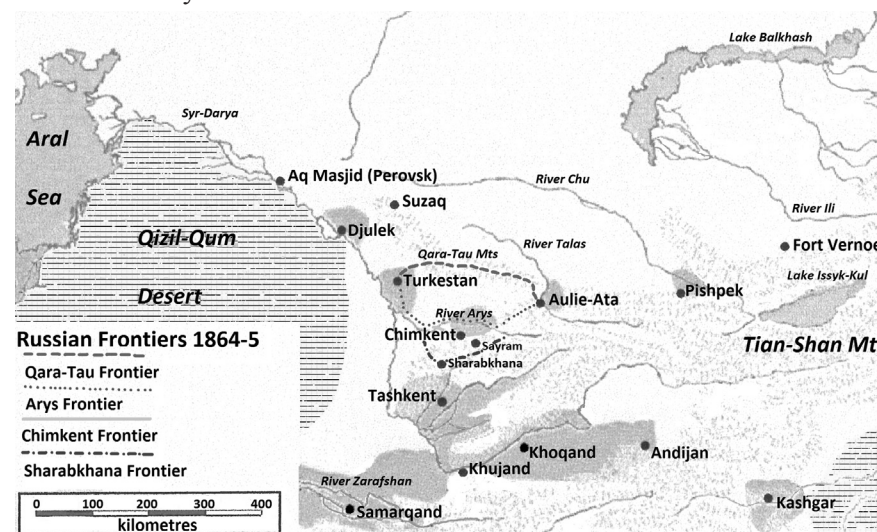 Lake Balkhash
Aral
Sea
Syr-Darya
Aq Masjid (Perovsk)
Suzaq
River Chu
River Ili
Djulek
Qizil-Qum
Desert
Qara-Tau Mts
River Talas
Fort Vernoe
Lake Issyk-Kul
Turkestan
Aulie-Ata
Pishpek
River Arys
Chimkent
Sayram
Sharabkhana
Tian-Shan Mt
Tashkent
Russian Frontiers 1864-5
Qara-Tau Frontier
Arys Frontier
Chimkent Frontier
Sharabkhana Frontier
Khoqand
Andijan
Khujand
River Zarafshan
Samarqand
Kashgar
0 100 200 300 400
kilometres